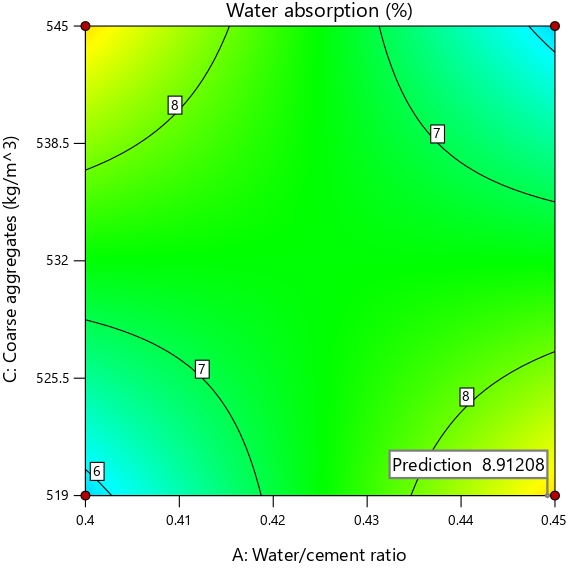 Water absorption (%)
545
8
7
538.5
C: Coarse aggregates (kg/m^3)
532
7
525.5
8
Prediction 8.91208
6
519
0.4 0.41 0.42 0.43 0.44 0.45
A: Water/cement ratio